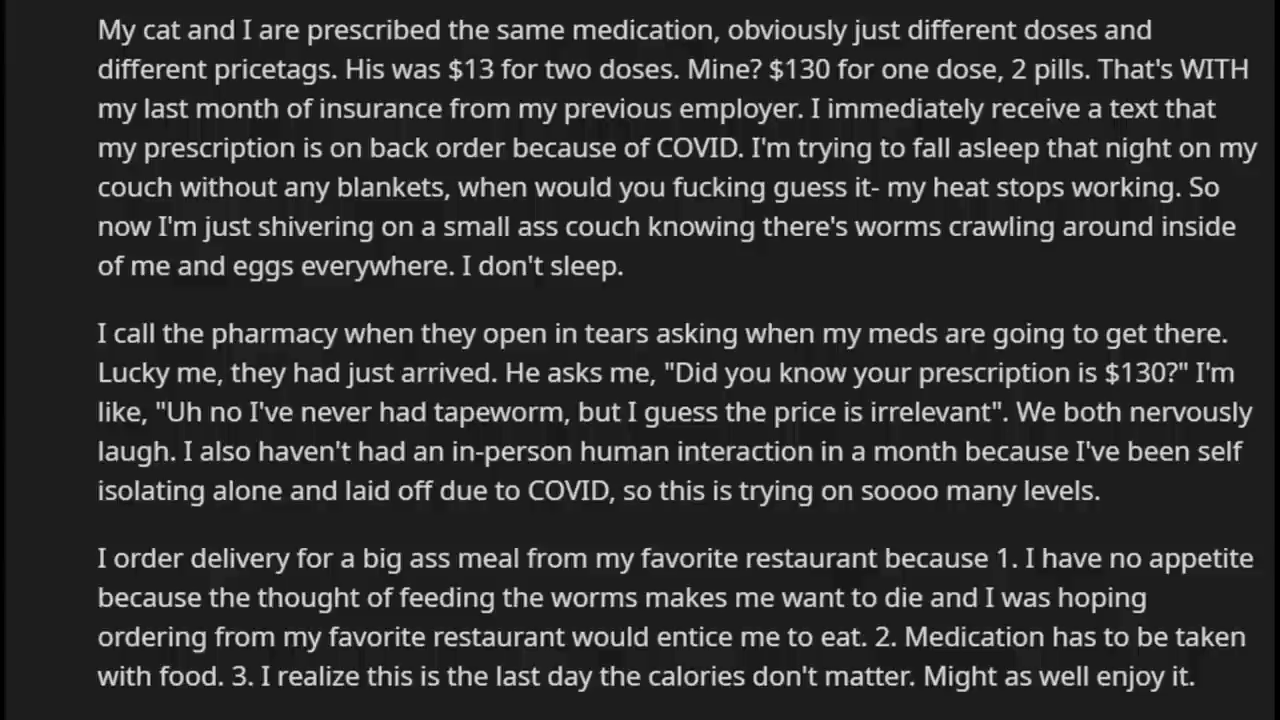 My cat and I are prescribed the same medication, obviously just different doses and
different pricetags. His was $13 for two doses. Mine? $130 for one dose, 2 pills. That's WITH
my last month of insurance from my previous employer. I immediately receive a text that
my prescription is on back order because of COVID. I'm trying to fall asleep that night on my
couch without any blankets, when would you fucking guess it- my heat stops working. So
now I'm just shivering on a small ass couch knowing there's worms crawling around inside
of me and eggs everywhere. I don't sleep.
I call the pharmacy when they open in tears asking when my meds are going to get there.
Lucky me, they had just arrived. He asks me, "Did you know your prescription is $130?" I'm
like, "Uh no I've never had tapeworm, but I guess the price is irrelevant". We both nervously
laugh. I also haven't had an in-person human interaction in a month because I've been self
isolating alone and laid off due to COVID, so this is trying on soooo many levels.
I order delivery for a big ass meal from my favorite restaurant because 1. I have no appetite
because the thought of feeding the worms makes me want to die and I was hoping
ordering from my favorite restaurant would entice me to eat. 2. Medication has to be taken
with food. 3. I realize this is the last day the calories don't matter. Might as well enjoy it.